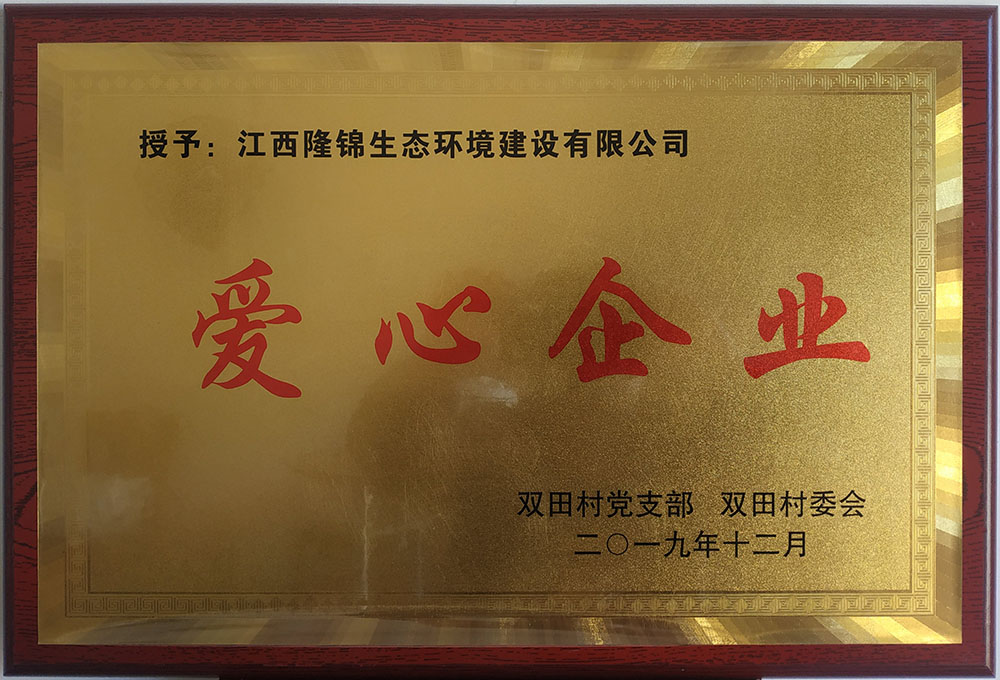 授予：江西隆锦生态环境建设有限公司
爱心企业
双田村党支部 双田村委会
二〇一九年十二月